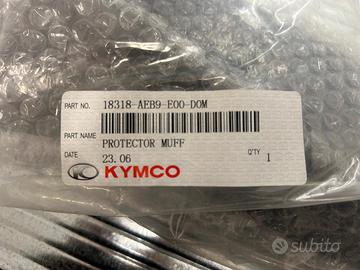 PART NO. 18318-AEB9-E00-DOM
PART NAME PROTECTOR MUFF
DATE 23.06 Q'TY 1
KYMCO
subito